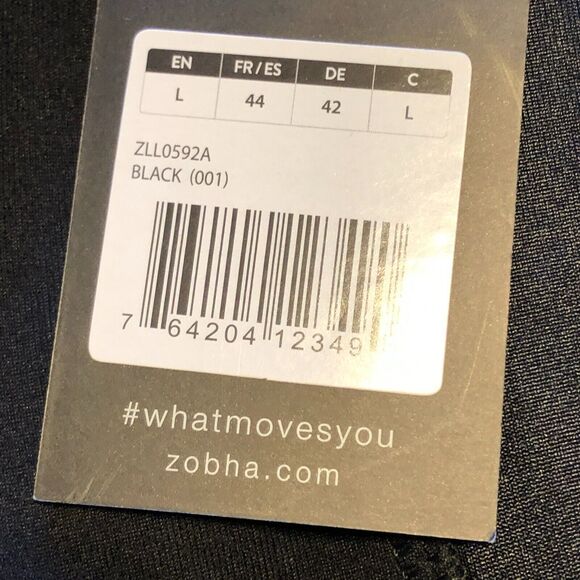 EN FR/ES DE C
L 44 42 L
ZLL0592A
BLACK (001)
7 64204 12349
#whatmovesyou
zobha.com